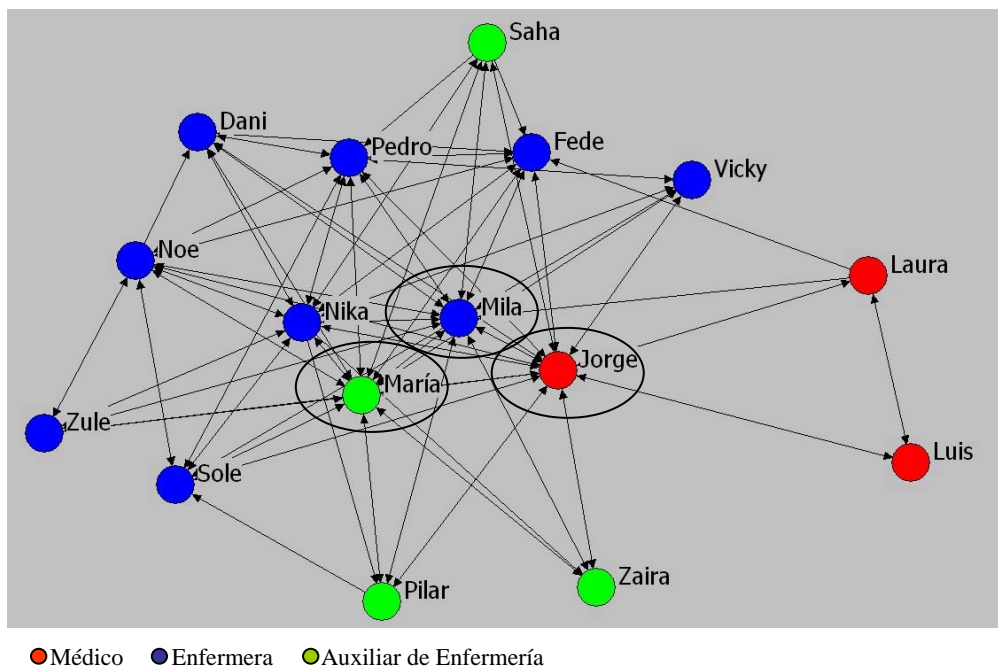 Saha
Dani
Pedro
Fede
Vicky
Noe
Laura
Nika
Mila
Jorge
María
Zule
Luis
Sole
Zaira
Pilar
Médico Enfermera Auxiliar de Enfermería